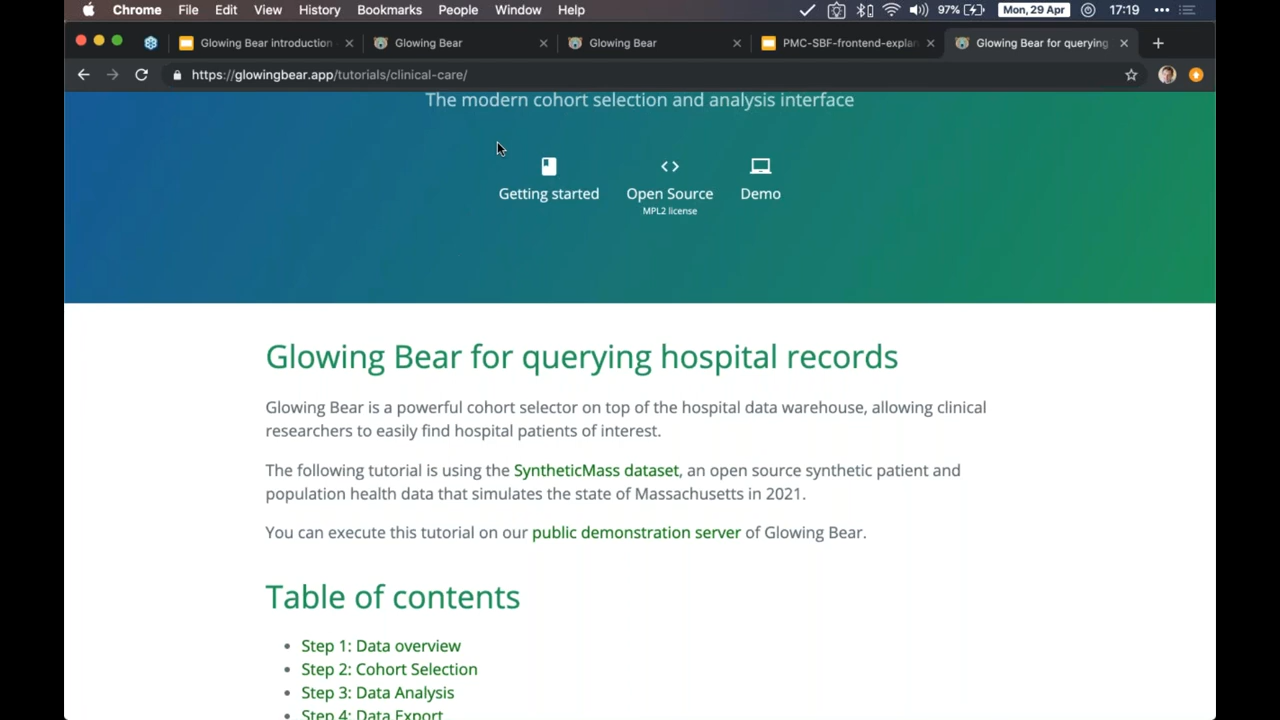 Chrome File Edit View History Bookmarks People Window Help 97% Mon, 29 Apr 17:19
Glowing Bear introduction Glowing Bear Glowing Bear PMC-SBF-frontend-explan Glowing Bear for querying
https://glowingbear.app/tutorials/clinical-care/
The modern cohort selection and analysis interface
Getting started Open Source Demo
MPL2 license
Glowing Bear for querying hospital records
Glowing Bear is a powerful cohort selector on top of the hospital data warehouse, allowing clinical
researchers to easily find hospital patients of interest.
The following tutorial is using the SyntheticMass dataset, an open source synthetic patient and
population health data that simulates the state of Massachusetts in 2021.
You can execute this tutorial on our public demonstration server of Glowing Bear.
Table of contents
Step 1: Data overview
Step 2: Cohort Selection
Step 3: Data Analysis
Step 4: Data Export